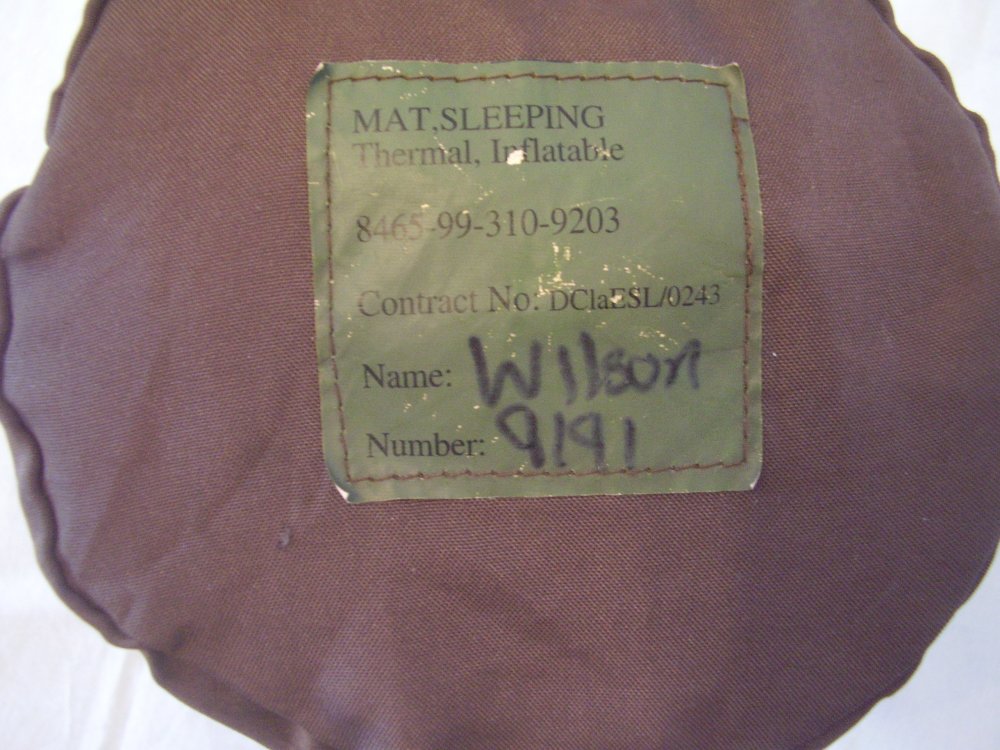 MAT,SLEEPING
Thermal, Inflatable
8465-99-310-9203
Contract No: DClaESL/0243
Name: Wilson
Number: 9191